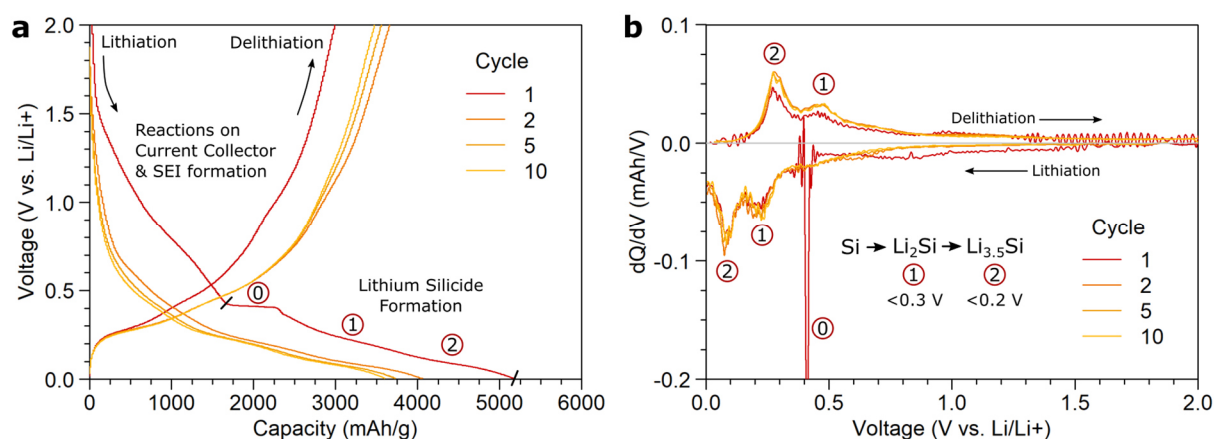 a
Lithiation
Delithiation
Cycle
1
2
5
10
Reactions on
Current Collector
& SEI formation
Lithium Silicide
Formation
0
1
2
2.0
1.5
1.0
0.5
0.0
Voltage (V vs. Li/Li+)
0 1000 2000 3000 4000 5000 6000
Capacity (mAh/g)
b
2
1
Delithiation
Lithiation
1
2
Si → Li2Si → Li3.5Si
1 2
<0.3 V <0.2 V
0
Cycle
1
2
5
10
0.1
0.0
-0.1
-0.2
dQ/dV (mAh/V)
0.0 0.5 1.0 1.5 2.0
Voltage (V vs. Li/Li+)